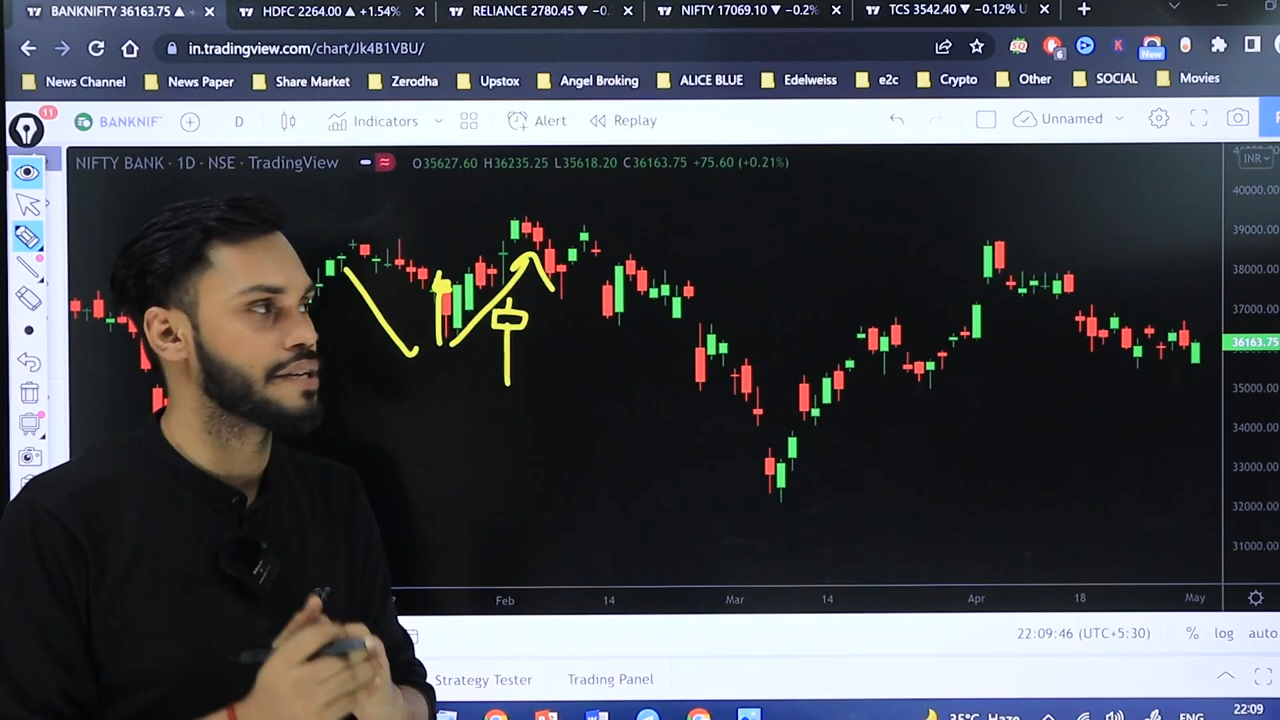 BANKNIFTY 36163.75 ▲ +
HDFC 2264.00 ▲ +1.54%
RELIANCE 2780.45 ▼ −0.
NIFTY 17069.10 ▼ −0.2%
TCS 3542.40 ▼ −0.12% U
in.tradingview.com/chart/Jk4B1VBU/
6
K
New
News Channel
News Paper
Share Market
Zerodha
Upstox
Angel Broking
ALICE BLUE
Edelweiss
e2c
Crypto
Other
SOCIAL
Movies
11
BANKNIF
D
Indicators
Alert
Replay
Unnamed
NIFTY BANK · 1D · NSE · TradingView
O35627.60 H36235.25 L35618.20 C36163.75 +75.60 (+0.21%)
INR
40000.00
39000.00
38000.00
37000.00
36163.75
35000.00
34000.00
33000.00
32000.00
31000.00
7
Feb
14
Mar
14
Apr
18
May
22:09:46 (UTC+5:30)
%
log
auto
Strategy Tester
Trading Panel
35°C Haze
ENG
22:09